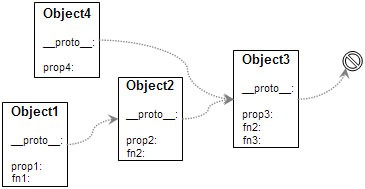 Object4
__proto__:
prop4:
Object3
__proto__:
prop3:
fn2:
fn3:
Object2
__proto__:
prop2:
fn2:
Object1
__proto__:
prop1:
fn1: